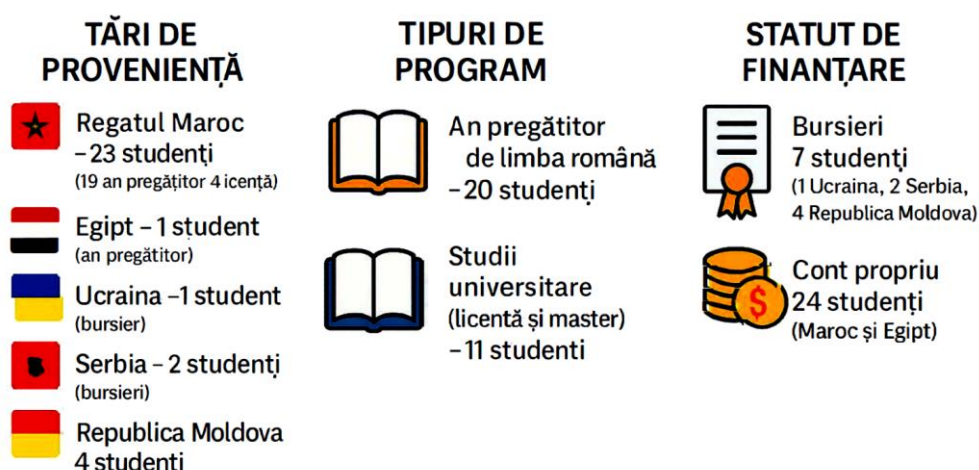 TĂRI DE
PROVENIENȚĂ
Regatul Maroc
–23 studenți
(19 an pregățitor 4 icență)
Egipt – 1 student
(an pregătitor)
Ucraina –1 student
(bursier)
Serbia – 2 studenți
(bursieri)
Republica Moldova
4 studenti
TIPURI DE
PROGRAM
An pregătitor
de limba română
–20 studenți
Studii
universitare
(licentă și master)
–11 studenti
STATUT DE
FINANȚARE
Bursieri
7 studenți
(1 Ucraina, 2 Serbia,
4 Republica Moldova)
$
Cont propriu
24 studenți
(Maroc și Egipt)